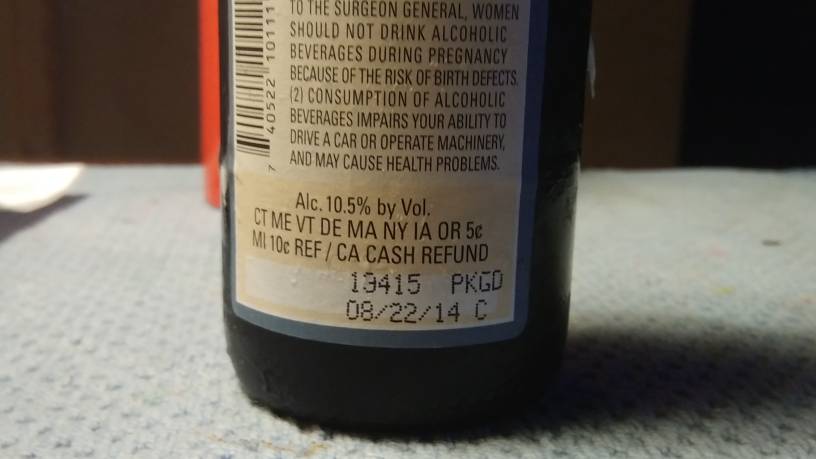 TO THE SURGEON GENERAL, WOMEN
SHOULD NOT DRINK ALCOHOLIC
BEVERAGES DURING PREGNANCY
BECAUSE OF THE RISK OF BIRTH DEFECTS.
(2) CONSUMPTION OF ALCOHOLIC
BEVERAGES IMPAIRS YOUR ABILITY TO
DRIVE A CAR OR OPERATE MACHINERY,
AND MAY CAUSE HEALTH PROBLEMS.
7 40522 10111
Alc. 10.5% by Vol.
CT ME VT DE MA NY IA OR 5¢
MI 10¢ REF / CA CASH REFUND
19415 PKGD
08/22/14 C